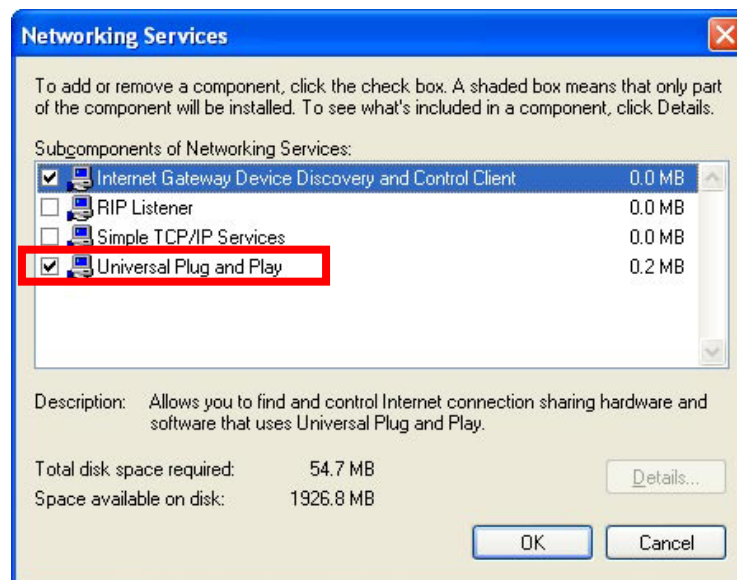 Networking Services
To add or remove a component, click the check box. A shaded box means that only part
of the component will be installed. To see what's included in a component, click Details.
Subcomponents of Networking Services:
Internet Gateway Device Discovery and Control Client 0.0 MB
RIP Listener 0.0 MB
Simple TCP/IP Services 0.0 MB
Universal Plug and Play 0.2 MB
Description: Allows you to find and control Internet connection sharing hardware and
software that uses Universal Plug and Play.
Total disk space required: 54.7 MB
Space available on disk: 1926.8 MB
Details...
OK Cancel